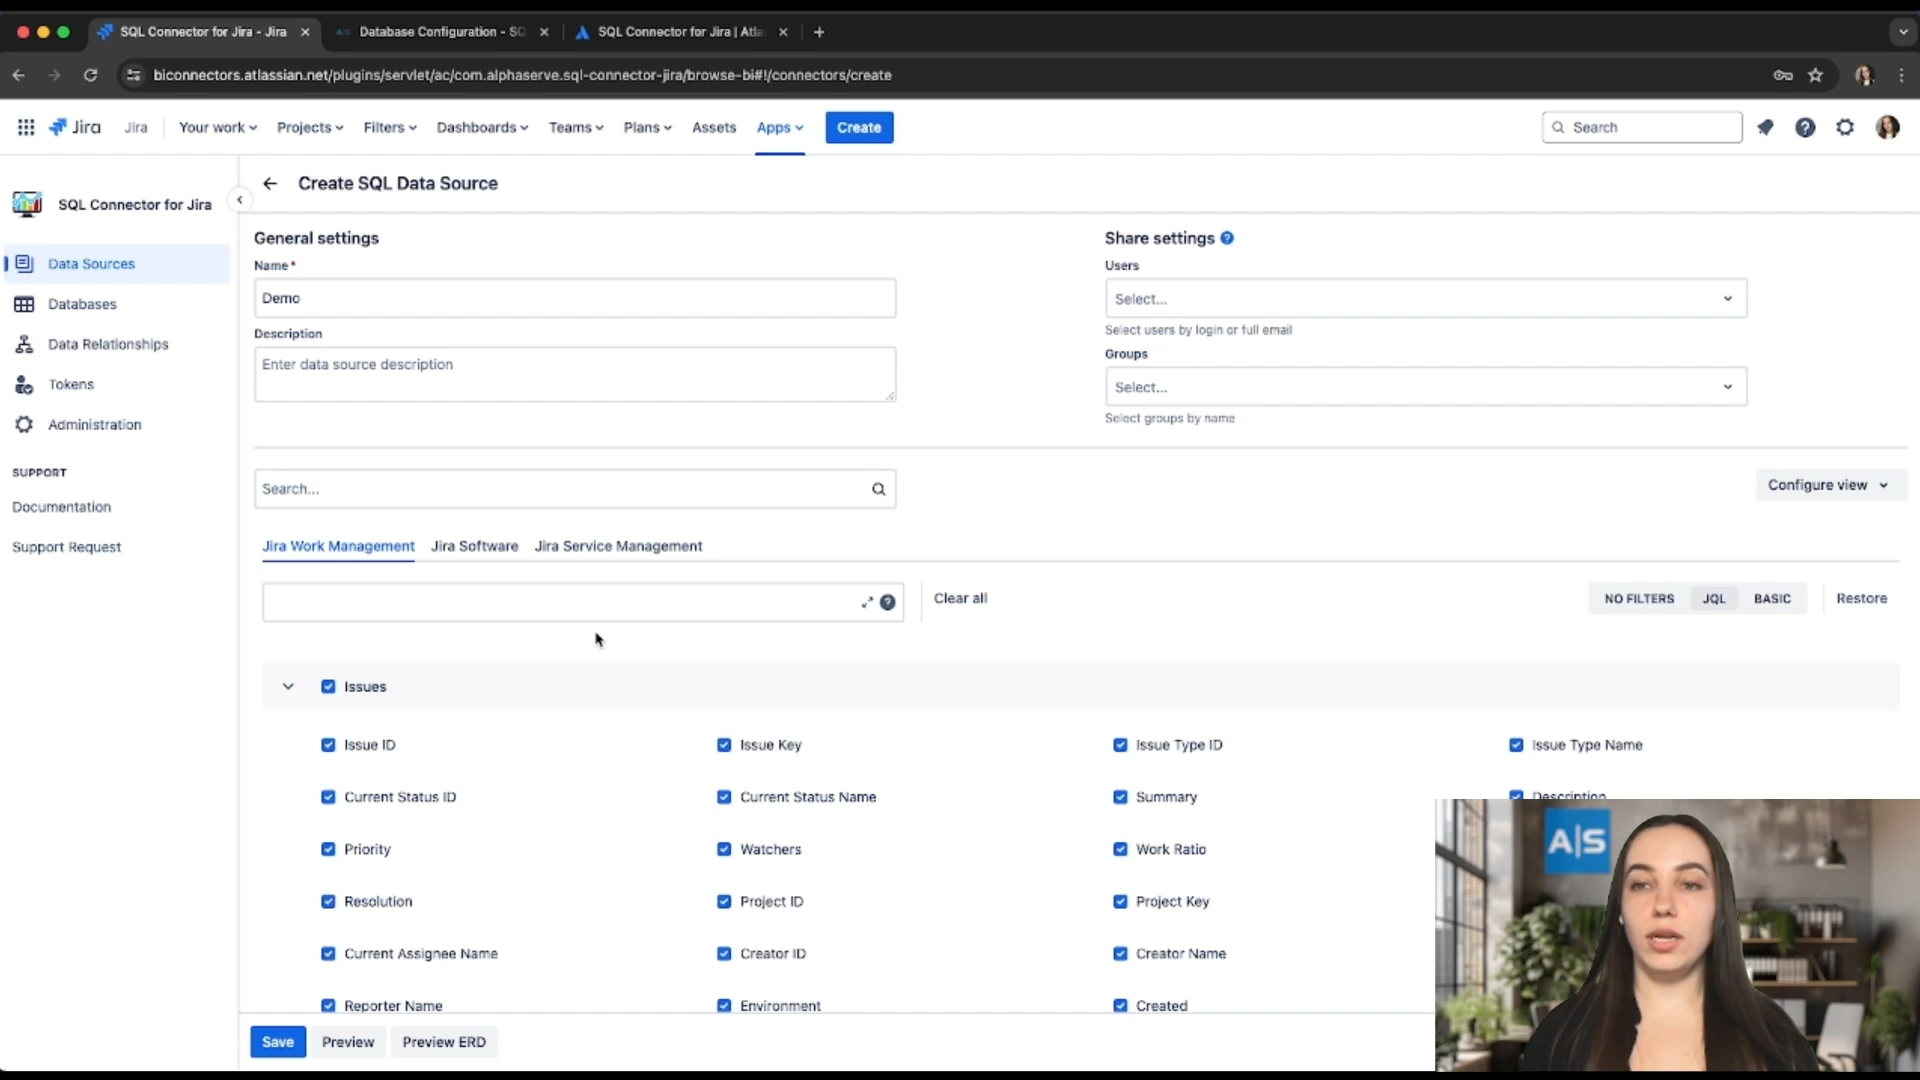 SQL Connector for Jira - Jira
Database Configuration - SQ
SQL Connector for Jira | Atla
biconnectors.atlassian.net/plugins/servlet/ac/com.alphaserve.sql-connector-jira/browse-bi#!/connectors/create
Jira
Jira
Your work
Projects
Filters
Dashboards
Teams
Plans
Assets
Apps
Create
Search
SQL Connector for Jira
Create SQL Data Source
Data Sources
Databases
Data Relationships
Tokens
Administration
SUPPORT
Documentation
Support Request
General settings
Name*
Demo
Description
Enter data source description
Share settings
Users
Select...
Select users by login or full email
Groups
Select...
Select groups by name
Search...
Configure view
Jira Work Management
Jira Software
Jira Service Management
Clear all
NO FILTERS
JQL
BASIC
Restore
Issues
Issue ID
Issue Key
Issue Type ID
Issue Type Name
Current Status ID
Current Status Name
Summary
Description
Priority
Watchers
Work Ratio
Resolution
Project ID
Project Key
Current Assignee Name
Creator ID
Creator Name
Reporter Name
Environment
Created
Save
Preview
Preview ERD
A|S